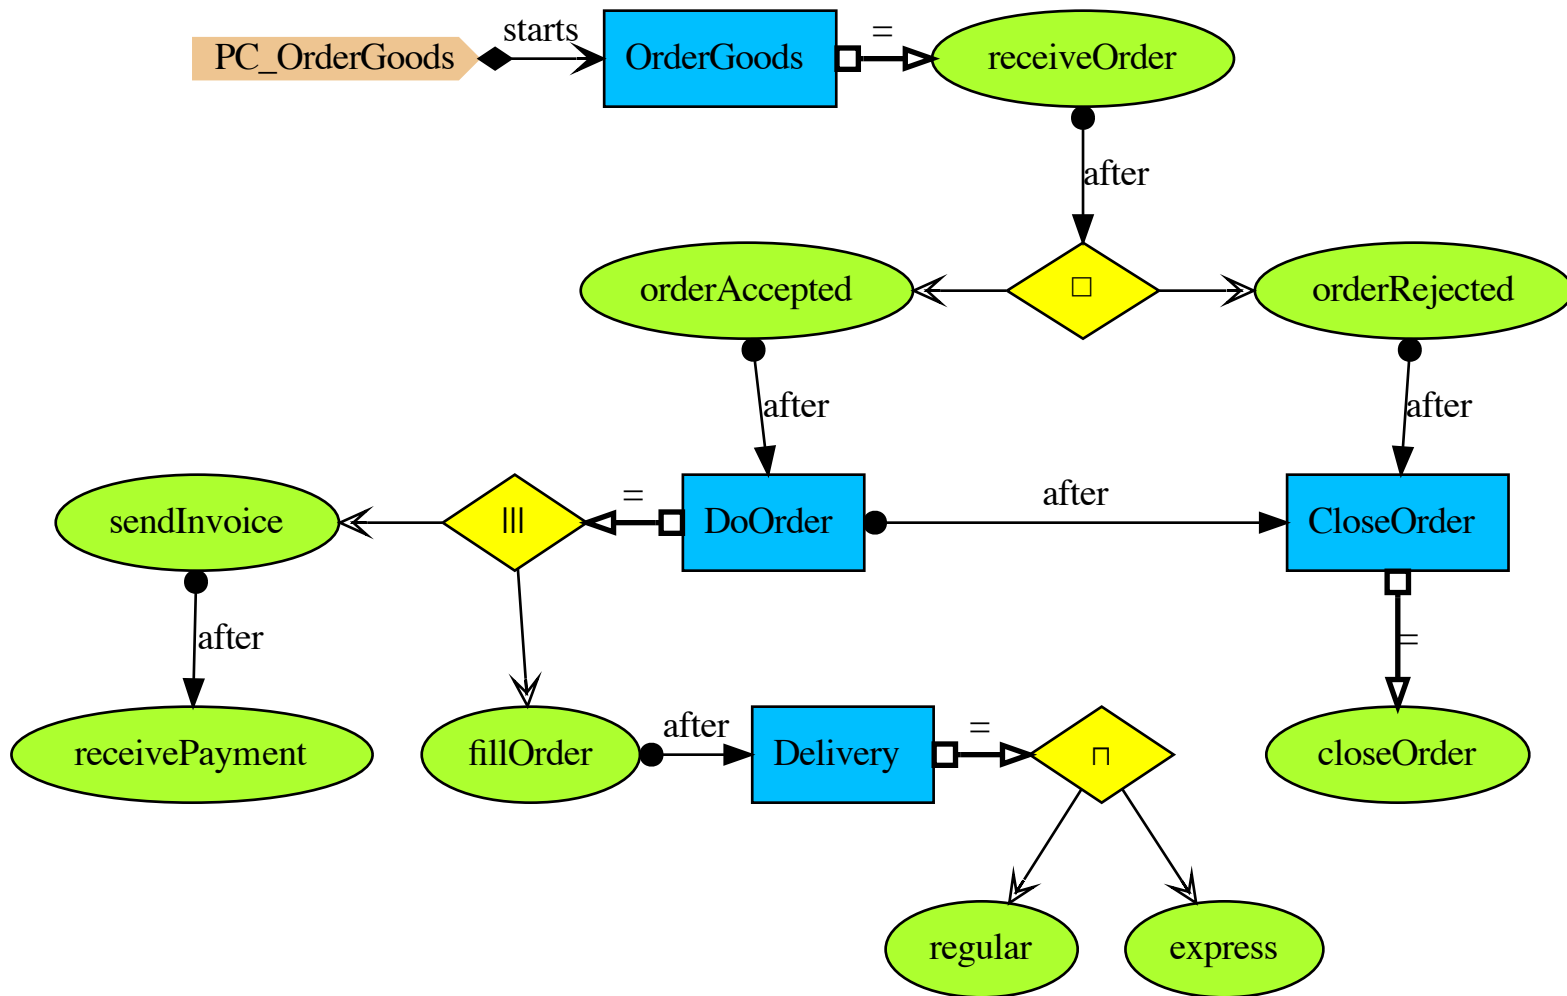 starts
=
PC_OrderGoods
OrderGoods
receiveOrder
after
orderAccepted
□
orderRejected
after
after
=
after
sendInvoice
|||
DoOrder
CloseOrder
after
=
after
=
receivePayment
fillOrder
Delivery
⊓
closeOrder
regular
express